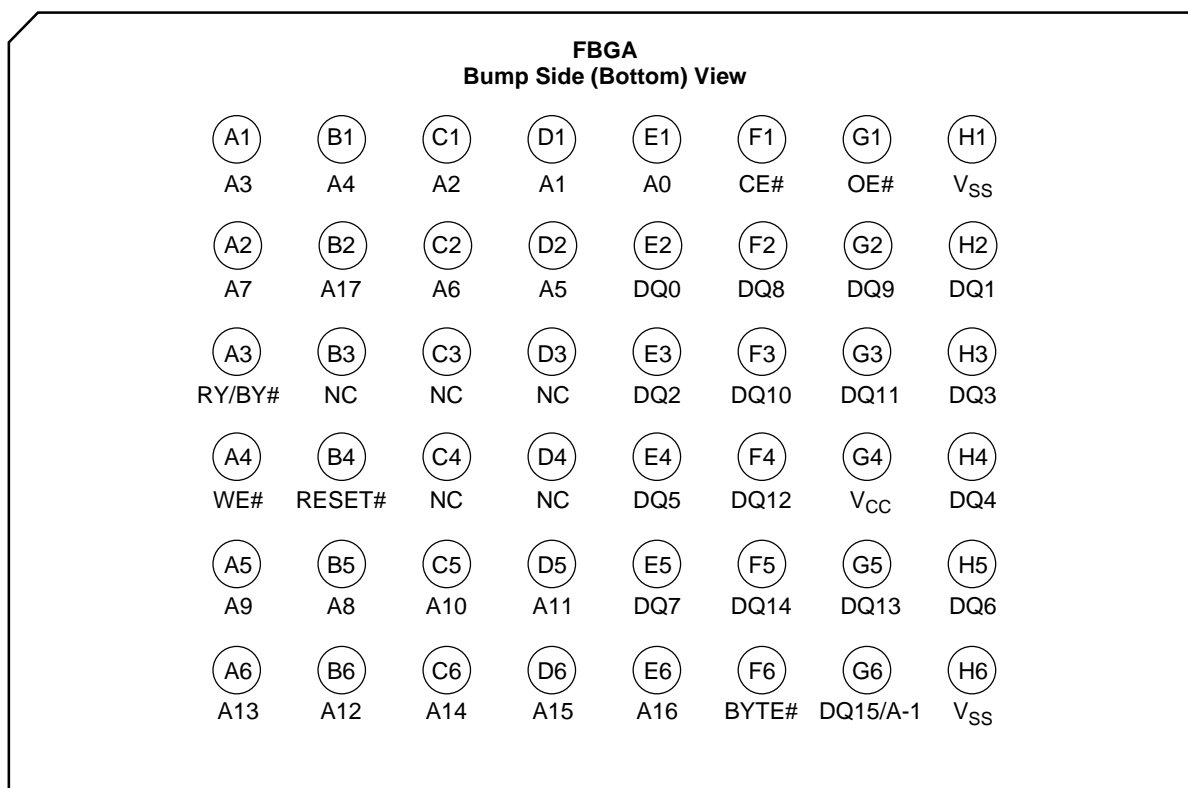 FBGA
Bump Side (Bottom) View
A1 B1 C1 D1 E1 F1 G1 H1
A3 A4 A2 A1 A0 CE# OE# VSS
A2 B2 C2 D2 E2 F2 G2 H2
A7 A17 A6 A5 DQ0 DQ8 DQ9 DQ1
A3 B3 C3 D3 E3 F3 G3 H3
RY/BY# NC NC NC DQ2 DQ10 DQ11 DQ3
A4 B4 C4 D4 E4 F4 G4 H4
WE# RESET# NC NC DQ5 DQ12 VCC DQ4
A5 B5 C5 D5 E5 F5 G5 H5
A9 A8 A10 A11 DQ7 DQ14 DQ13 DQ6
A6 B6 C6 D6 E6 F6 G6 H6
A13 A12 A14 A15 A16 BYTE# DQ15/A-1 VSS